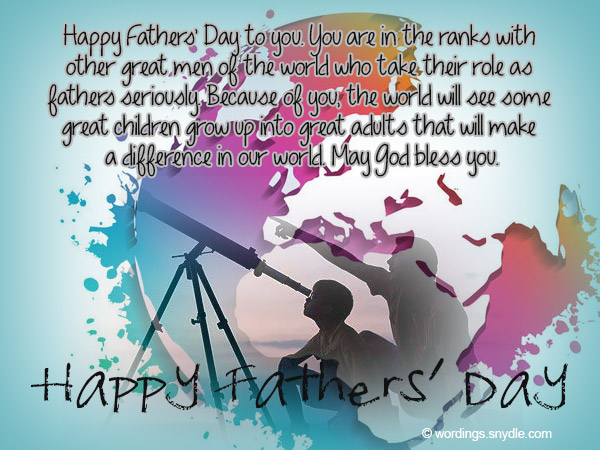 Happy Fathers' Day to you. You are in the ranks with
other great men of the world who take their role as
fathers seriously. Because of you, the world will see some
great children grow up into great adults that will make
a difference in our world. May God bless you.
Happy Fathers' Day
© wordings.snydle.com